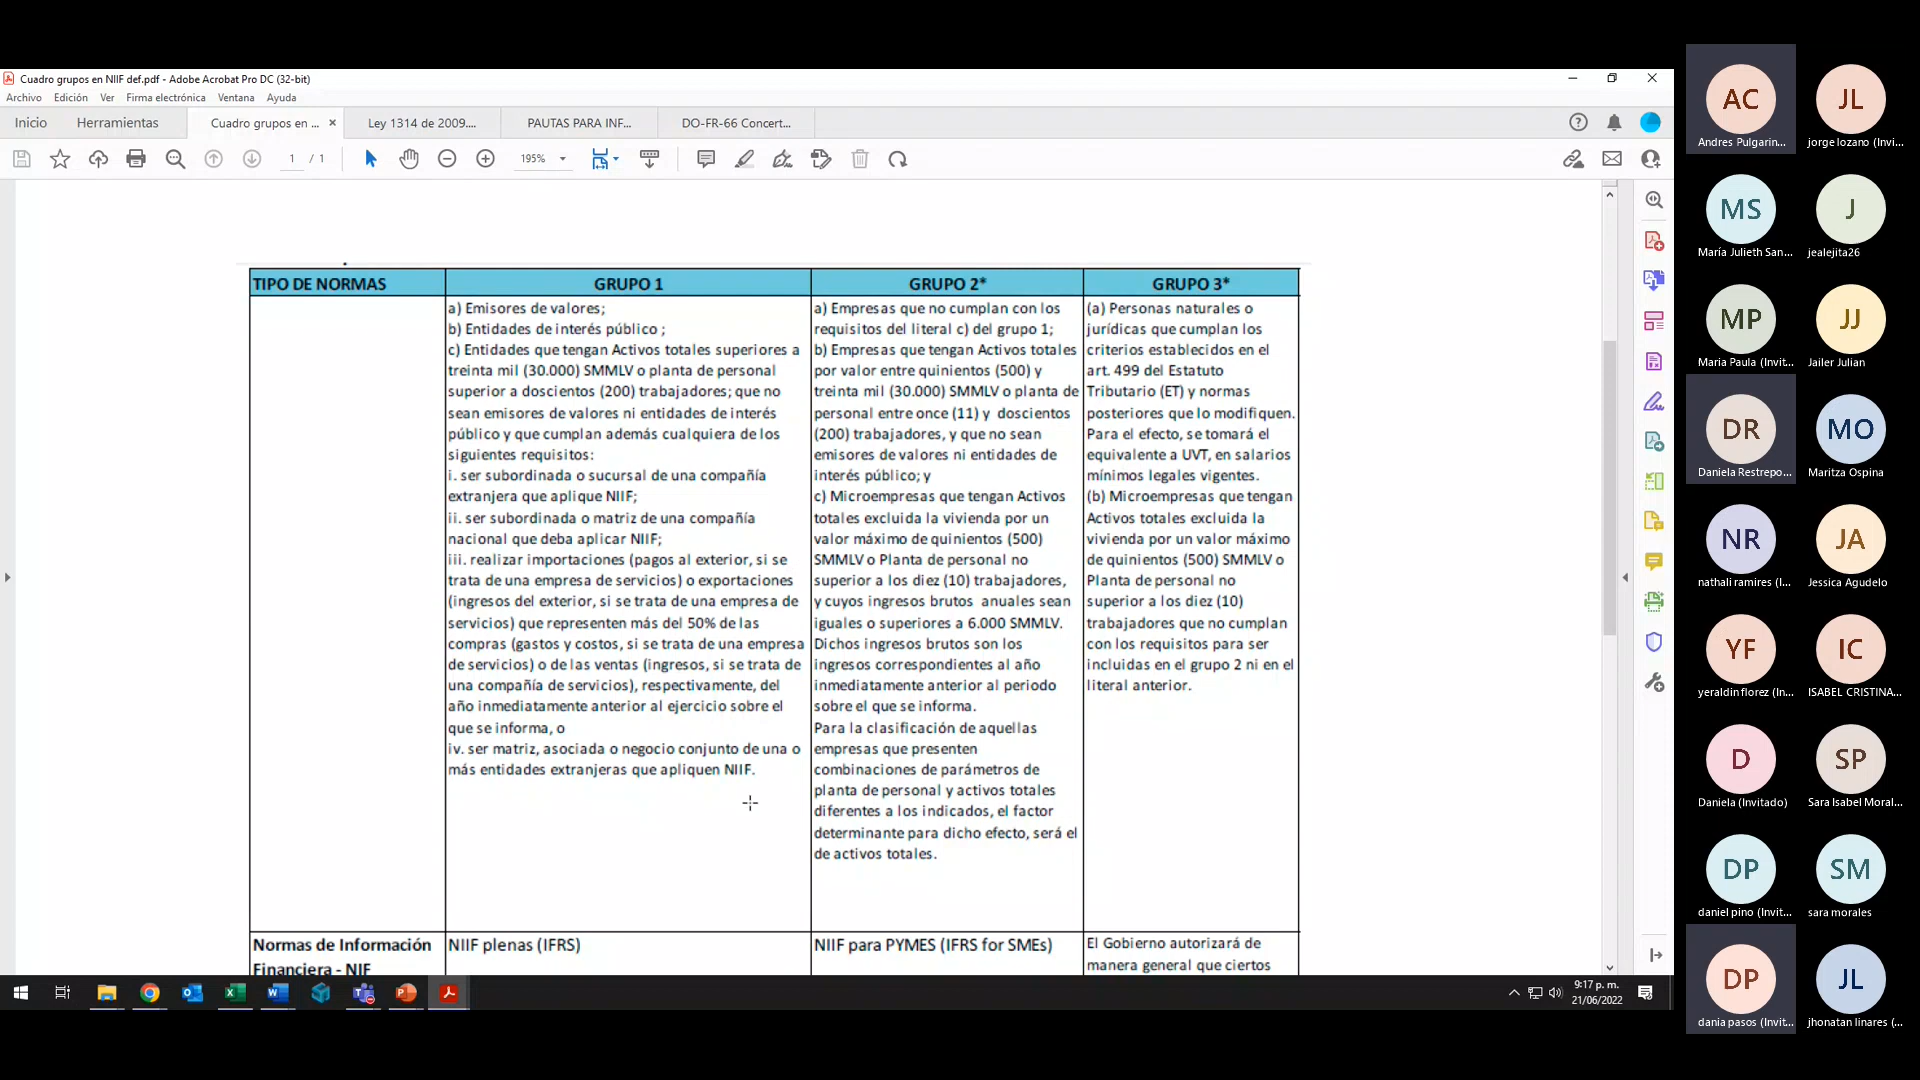 Cuadro grupos en NIIF def.pdf - Adobe Acrobat Pro DC (32-bit)
Archivo Edición Ver Firma electrónica Ventana Ayuda
Inicio Herramientas Cuadro grupos en ... × Ley 1314 de 2009.... PAUTAS PARA INF... DO-FR-66 Concert...
1 / 1 195%
TIPO DE NORMAS
GRUPO 1
a) Emisores de valores;
b) Entidades de interés público ;
c) Entidades que tengan Activos totales superiores a
treinta mil (30.000) SMMLV o planta de personal
superior a doscientos (200) trabajadores; que no
sean emisores de valores ni entidades de interés
público y que cumplan además cualquiera de los
siguientes requisitos:
i. ser subordinada o sucursal de una compañía
extranjera que aplique NIIF;
ii. ser subordinada o matriz de una compañía
nacional que deba aplicar NIIF;
iii. realizar importaciones (pagos al exterior, si se
trata de una empresa de servicios) o exportaciones
(ingresos del exterior, si se trata de una empresa de
servicios) que representen más del 50% de las
compras (gastos y costos, si se trata de una empresa
de servicios) o de las ventas (ingresos, si se trata de
una compañía de servicios), respectivamente, del
año inmediatamente anterior al ejercicio sobre el
que se informa, o
iv. ser matriz, asociada o negocio conjunto de una o
más entidades extranjeras que apliquen NIIF.
GRUPO 2*
a) Empresas que no cumplan con los
requisitos del literal c) del grupo 1;
b) Empresas que tengan Activos totales
por valor entre quinientos (500) y
treinta mil (30.000) SMMLV o planta de
personal entre once (11) y doscientos
(200) trabajadores, y que no sean
emisores de valores ni entidades de
interés público; y
c) Microempresas que tengan Activos
totales excluida la vivienda por un
valor máximo de quinientos (500)
SMMLV o Planta de personal no
superior a los diez (10) trabajadores,
y cuyos ingresos brutos anuales sean
iguales o superiores a 6.000 SMMLV.
Dichos ingresos brutos son los
ingresos correspondientes al año
inmediatamente anterior al periodo
sobre el que se informa.
Para la clasificación de aquellas
empresas que presenten
combinaciones de parámetros de
planta de personal y activos totales
diferentes a los indicados, el factor
determinante para dicho efecto, será el
de activos totales.
GRUPO 3*
(a) Personas naturales o
jurídicas que cumplan los
criterios establecidos en el
art. 499 del Estatuto
Tributario (ET) y normas
posteriores que lo modifiquen.
Para el efecto, se tomará el
equivalente a UVT, en salarios
mínimos legales vigentes.
(b) Microempresas que tengan
Activos totales excluida la
vivienda por un valor máximo
de quinientos (500) SMMLV o
Planta de personal no
superior a los diez (10)
trabajadores que no cumplan
con los requisitos para ser
incluidas en el grupo 2 ni en el
literal anterior.
Normas de Información
Financiera - NIF
NIIF plenas (IFRS)
NIIF para PYMES (IFRS for SMEs)
El Gobierno autorizará de
manera general que ciertos
9:17 p. m.
21/06/2022
AC JL
Andres Pulgarin... jorge lozano (Invi...
MS J
María Julieth San... jealejita26
MP JJ
Maria Paula (Invit... Jailer Julian
DR MO
Daniela Restrepo... Maritza Ospina
NR JA
nathali ramires (I... Jessica Agudelo
YF IC
yeraldin florez (In... ISABEL CRISTINA...
D SP
Daniela (Invitado) Sara Isabel Moral...
DP SM
daniel pino (Invit... sara morales
DP JL
dania pasos (Invit... jhonatan linares (...